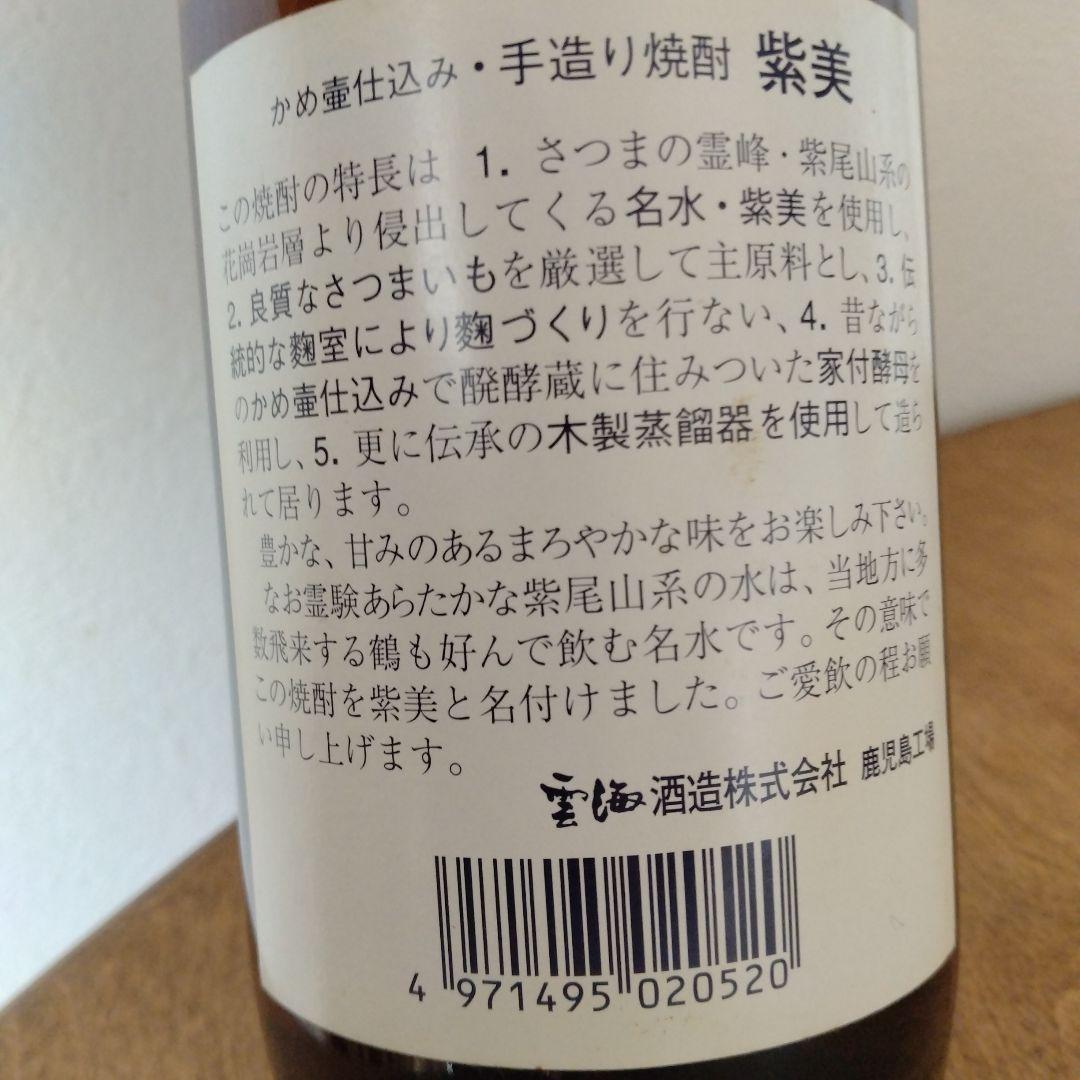 かめ壷仕込み・手造り焼酎 紫美
この焼酎の特長は 1. さつまの霊峰・紫尾山系の
花崗岩層より侵出してくる名水・紫美を使用し、
2. 良質なさつまいもを厳選して主原料とし、3. 伝
統的な麴室により麴づくりを行ない、4. 昔ながら
のかめ壷仕込みで醗酵蔵に住みついた家付酵母を
利用し、5. 更に伝承の木製蒸餾器を使用して造ら
れて居ります。
豊かな、甘みのあるまろやかな味をお楽しみ下さい。
なお霊験あらたかな紫尾山系の水は、当地方に多
数飛来する鶴も好んで飲む名水です。その意味で
この焼酎を紫美と名付けました。ご愛飲の程お願
い申し上げます。
雲海酒造株式会社 鹿児島工場
4 971495 020520